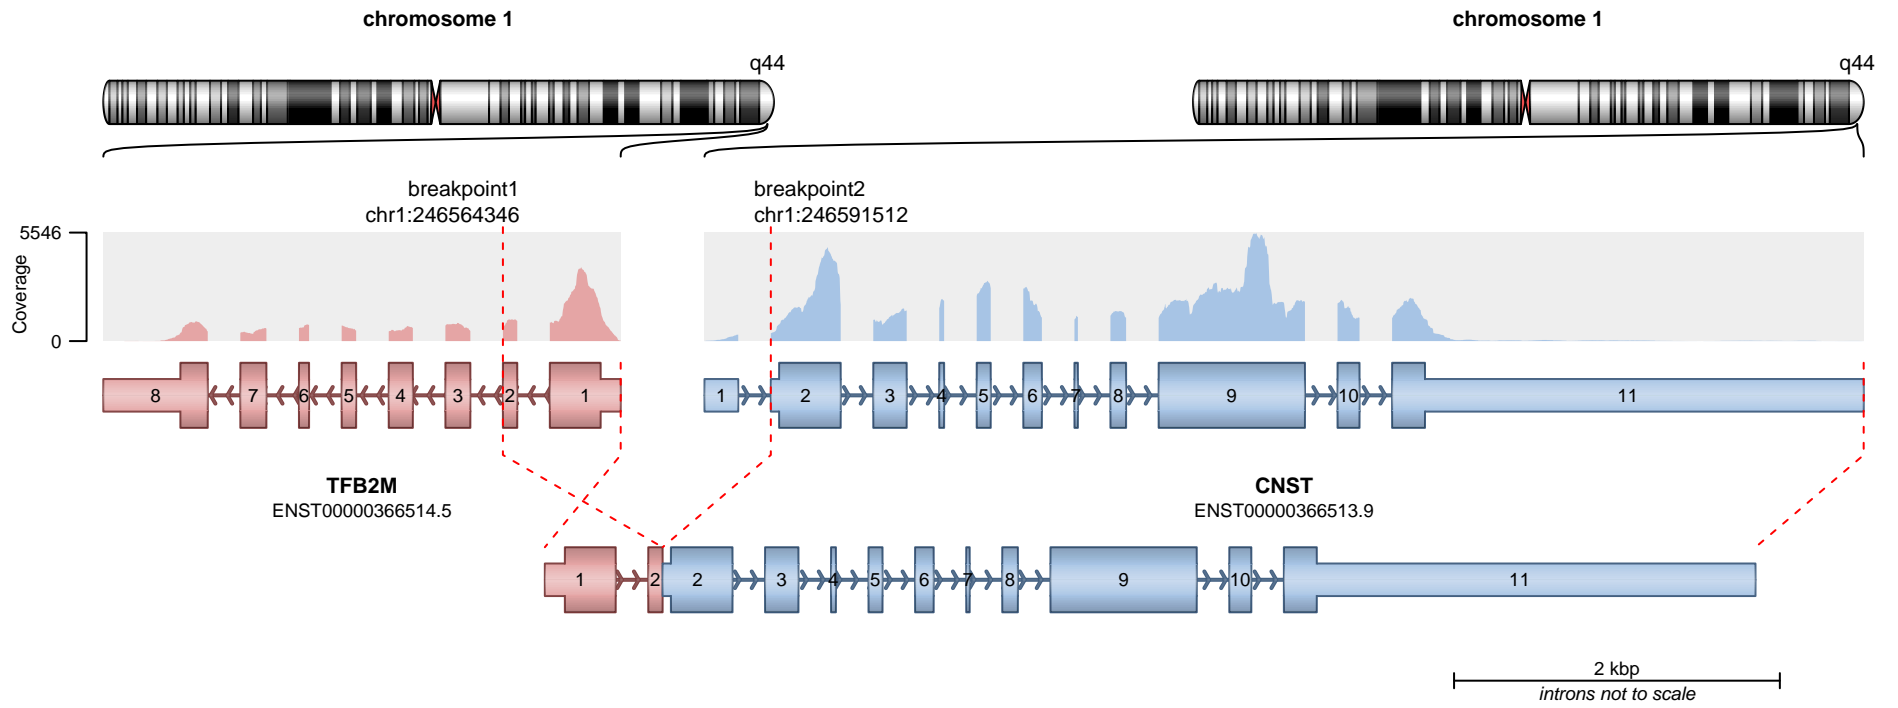 chromosome 1
chromosome 1
q44
q44
breakpoint1
chr1:246564346
breakpoint2
chr1:246591512
5546
Coverage
0
8 7 6 5 4 3 2 1
1 2 3 4 5 6 7 8 9 10 11
TFB2M
ENST00000366514.5
CNST
ENST00000366513.9
1 2 2 3 4 5 6 7 8 9 10 11
2 kbp
introns not to scale